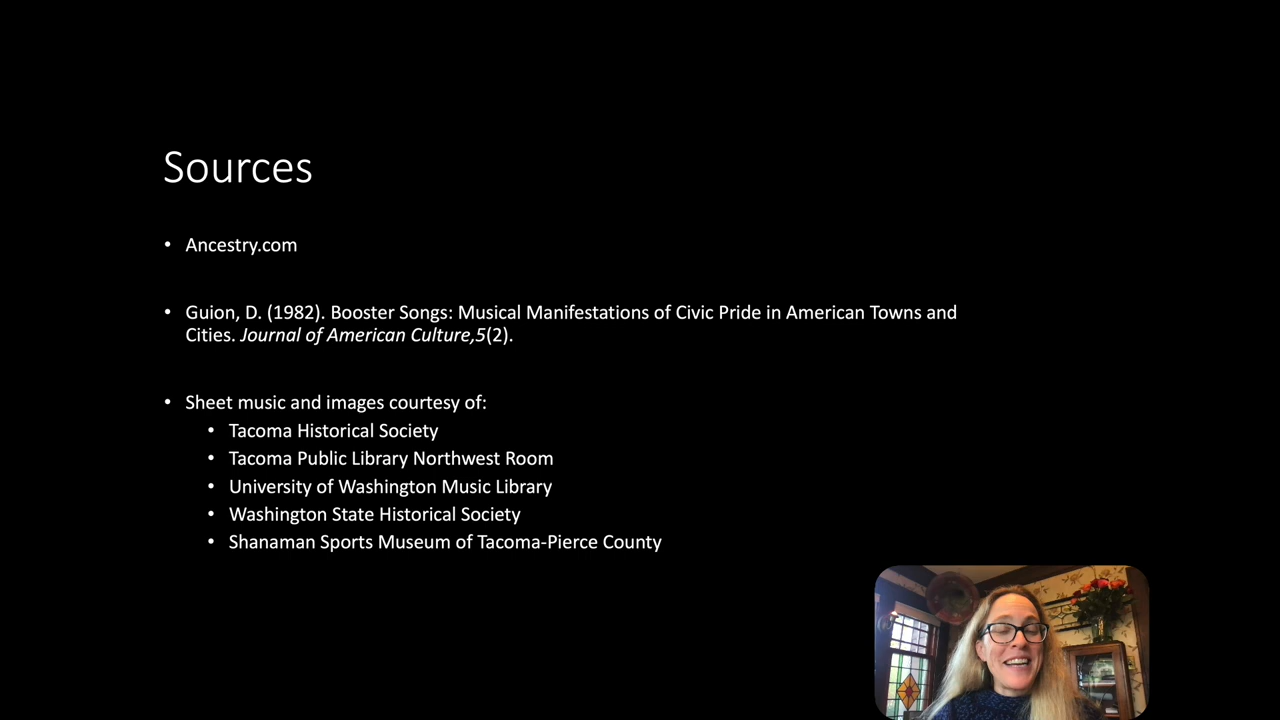 Sources
• Ancestry.com
• Guion, D. (1982). Booster Songs: Musical Manifestations of Civic Pride in American Towns and
Cities. Journal of American Culture,5(2).
• Sheet music and images courtesy of:
• Tacoma Historical Society
• Tacoma Public Library Northwest Room
• University of Washington Music Library
• Washington State Historical Society
• Shanaman Sports Museum of Tacoma-Pierce County